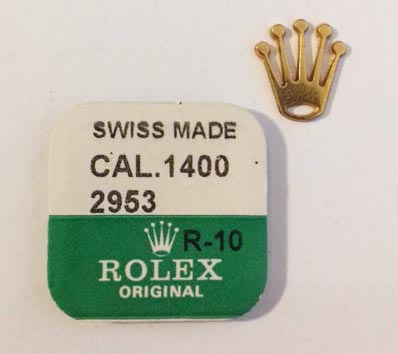 SWISS MADE
CAL.1400
2953
R-10
ROLEX
ORIGINAL